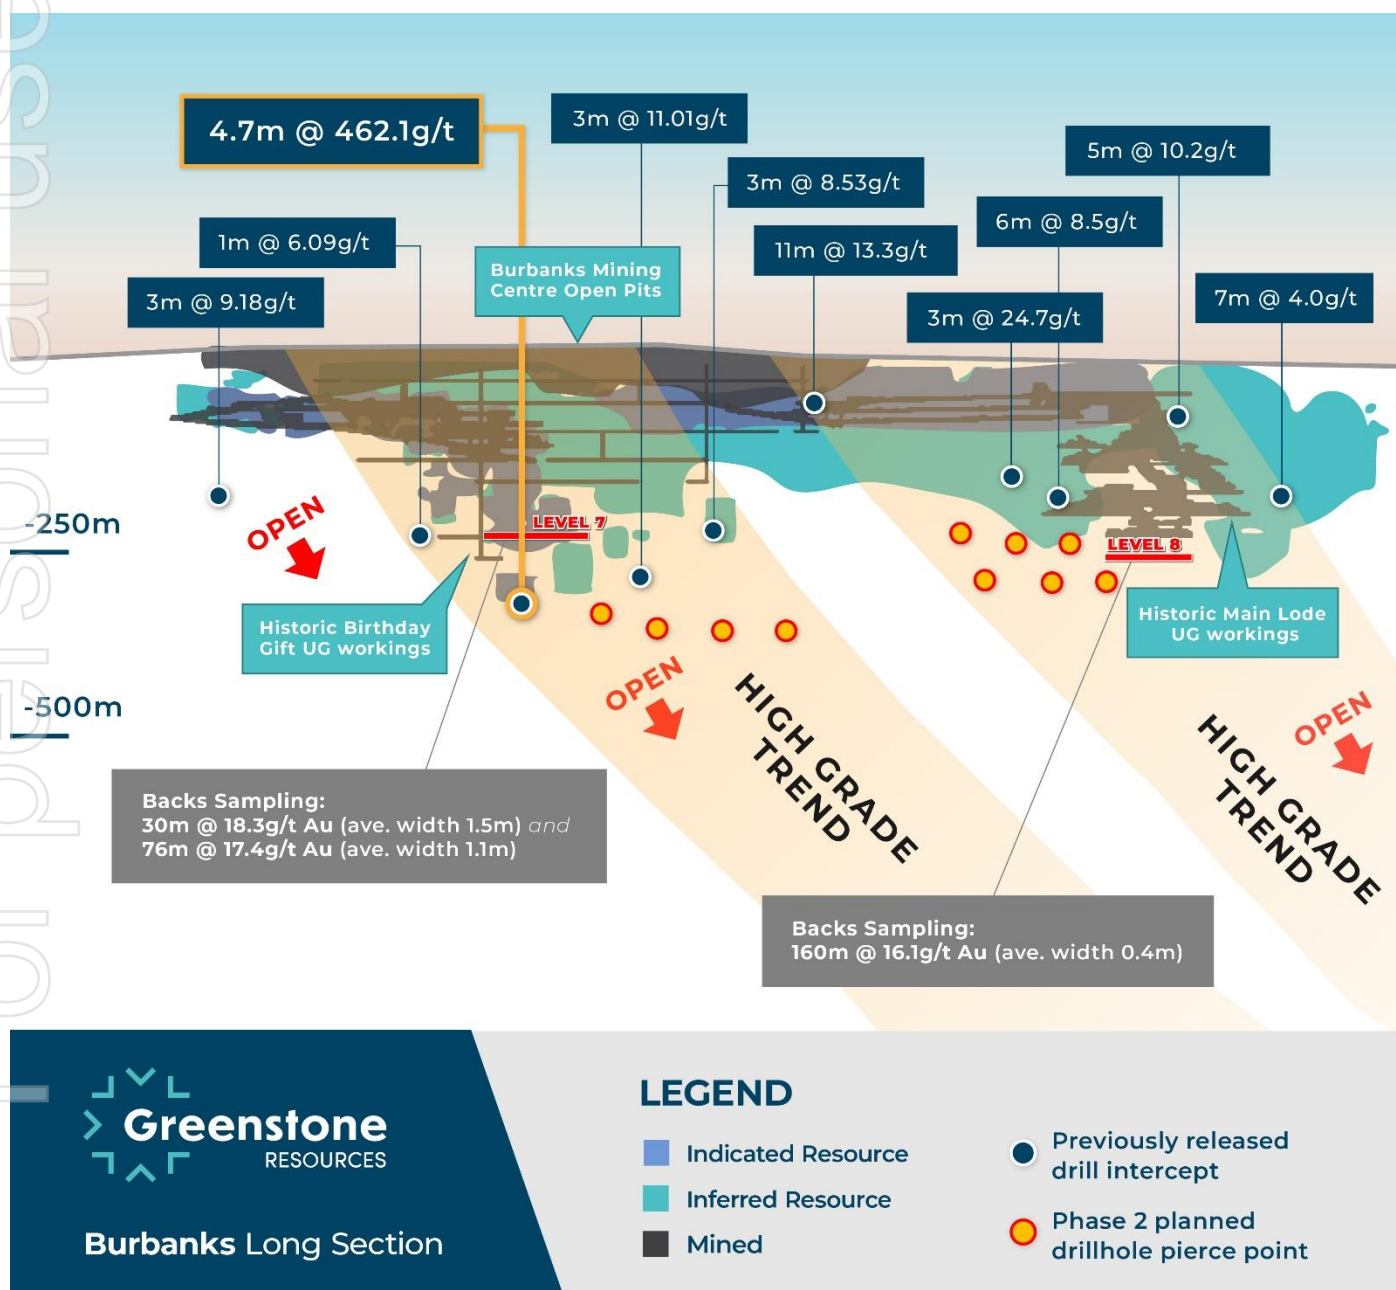 For personal use
4.7m @ 462.1g/t
3m @ 11.01g/t
5m @ 10.2g/t
3m @ 8.53g/t
6m @ 8.5g/t
1m @ 6.09g/t
11m @ 13.3g/t
Burbanks Mining
Centre Open Pits
3m @ 9.18g/t
7m @ 4.0g/t
3m @ 24.7g/t
-250m
OPEN
LEVEL 7
LEVEL 8
Historic Birthday
Gift UG workings
Historic Main Lode
UG workings
-500m
OPEN
HIGH GRADE
TREND
OPEN
HIGH GRADE
TREND
Backs Sampling:
30m @ 18.3g/t Au (ave. width 1.5m) and
76m @ 17.4g/t Au (ave. width 1.1m)
Backs Sampling:
160m @ 16.1g/t Au (ave. width 0.4m)
Greenstone
RESOURCES
Burbanks Long Section
LEGEND
Indicated Resource
Inferred Resource
Mined
Previously released
drill intercept
Phase 2 planned
drillhole pierce point